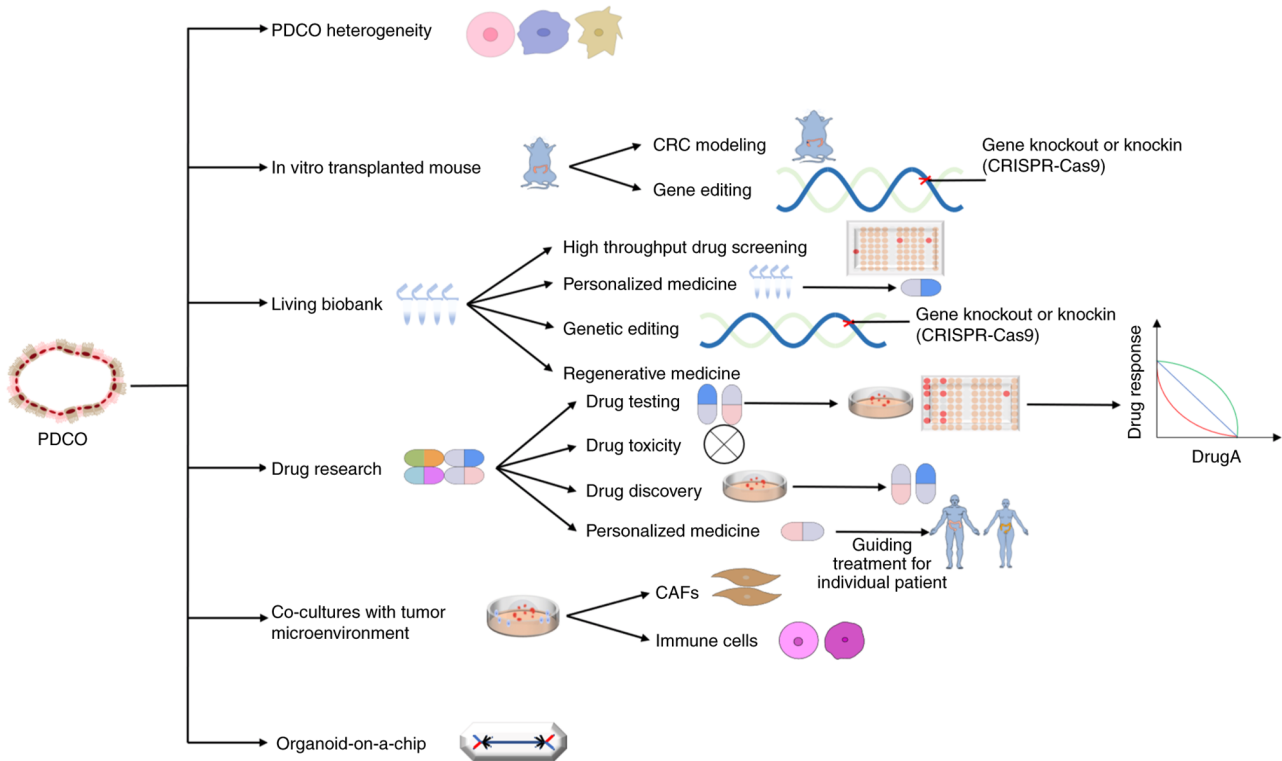 PDCO heterogeneity
In vitro transplanted mouse
CRC modeling
Gene editing
Gene knockout or knockin
(CRISPR-Cas9)
Living biobank
High throughput drug screening
Personalized medicine
Genetic editing
Gene knockout or knockin
(CRISPR-Cas9)
Regenerative medicine
PDCO
Drug research
Drug testing
Drug response
DrugA
Drug toxicity
Drug discovery
Personalized medicine
Guiding
treatment for
individual patient
Co-cultures with tumor
microenvironment
CAFs
Immune cells
Organoid-on-a-chip